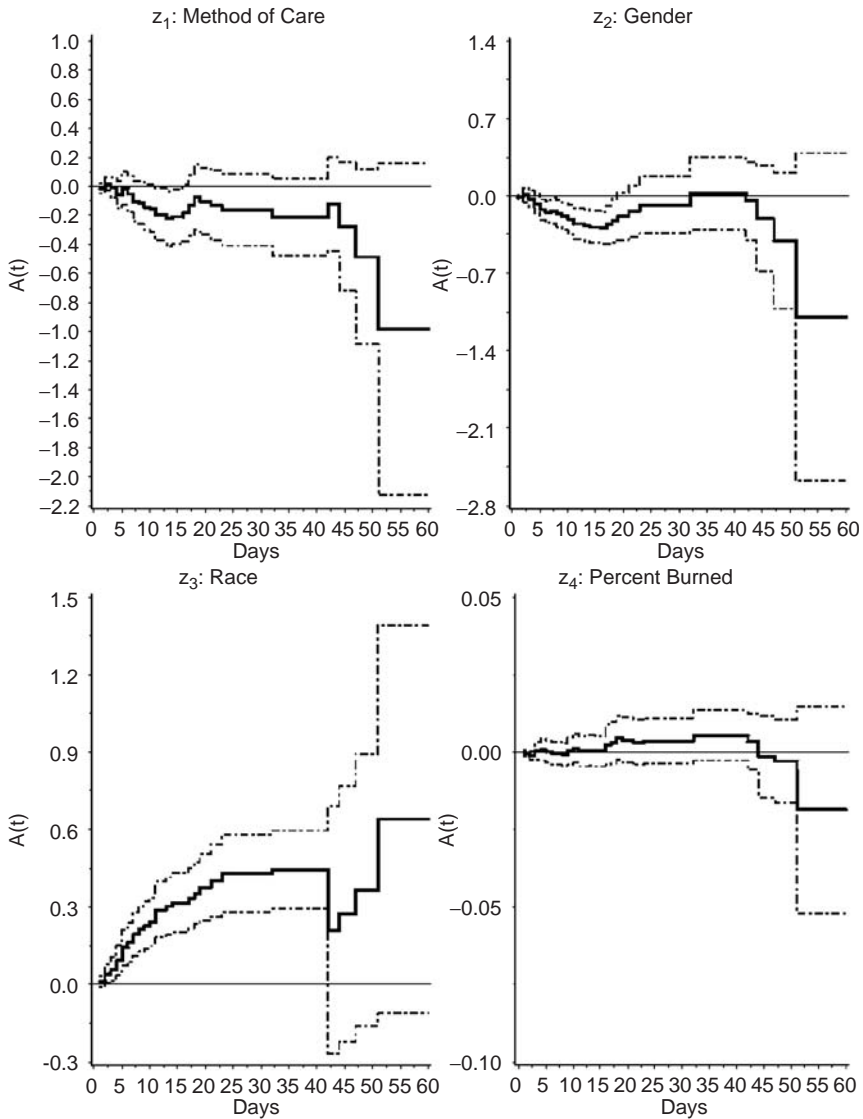 z1: Method of Care
1.0
0.8
0.6
0.4
0.2
0.0
−0.2
−0.4
−0.6
−0.8
−1.0
−1.2
−1.4
−1.6
−1.8
−2.0
−2.2
A(t)
0 5 10 15 20 25 30 35 40 45 50 55 60
Days
z2: Gender
1.4
0.7
0.0
−0.7
−1.4
−2.1
−2.8
A(t)
0 5 10 15 20 25 30 35 40 45 50 55 60
Days
z3: Race
1.5
1.2
0.9
0.6
0.3
0.0
-0.3
A(t)
0 5 10 15 20 25 30 35 40 45 50 55 60
Days
z4: Percent Burned
0.05
0.00
−0.05
−0.10
A(t)
0 5 10 15 20 25 30 35 40 45 50 55 60
Days